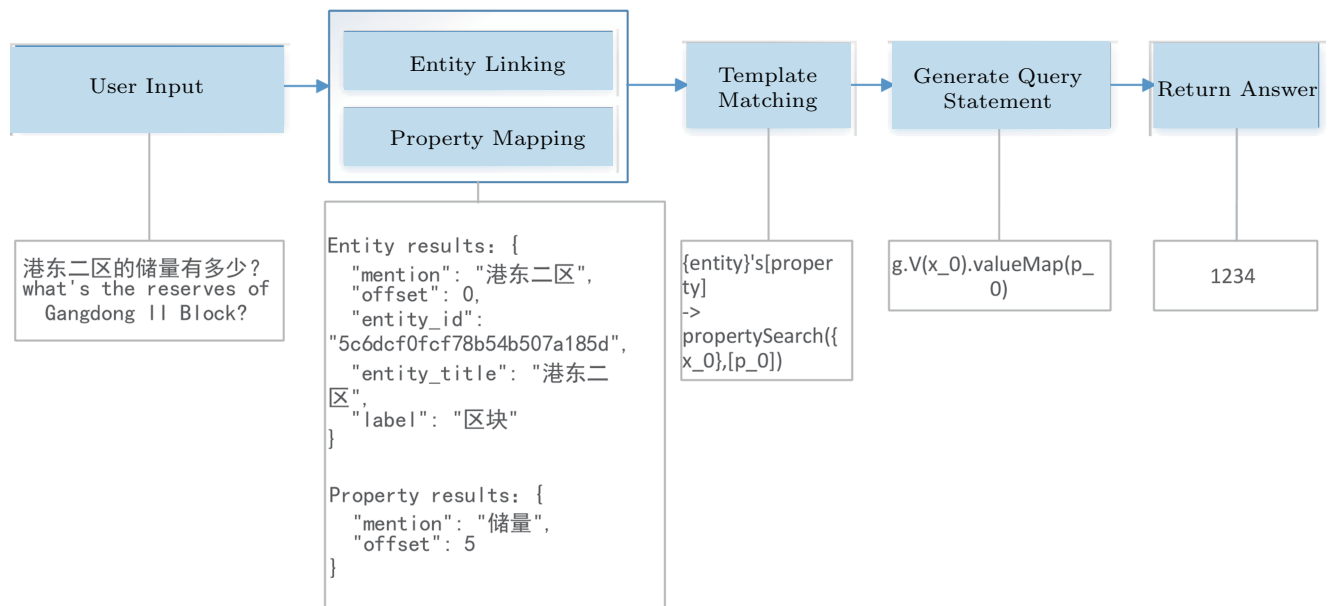 User Input
Entity Linking
Property Mapping
Template
Matching
Generate Query
Statement
Return Answer
港东二区的储量有多少?
what's the reserves of
Gangdong II Block?
Entity results: {
"mention": "港东二区",
"offset": 0,
"entity_id":
"5c6dcf0fcf78b54b507a185d",
"entity_title": "港东二
区",
"label": "区块"
}
Property results: {
"mention": "储量",
"offset": 5
}
{entity}'s[proper
ty]
->
propertySearch({
x_0},[p_0])
g.V(x_0).valueMap(p_
0)
1234